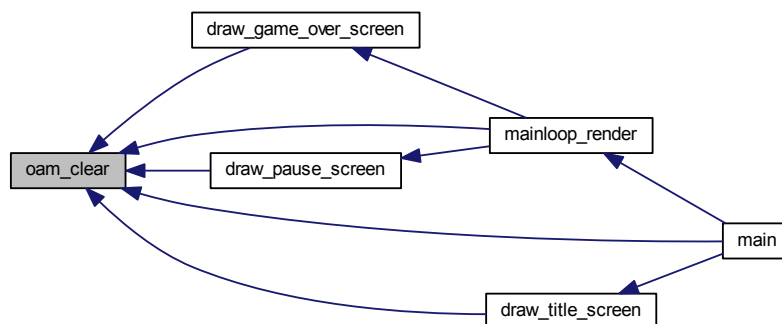 draw_game_over_screen
mainloop_render
oam_clear
draw_pause_screen
main
draw_title_screen